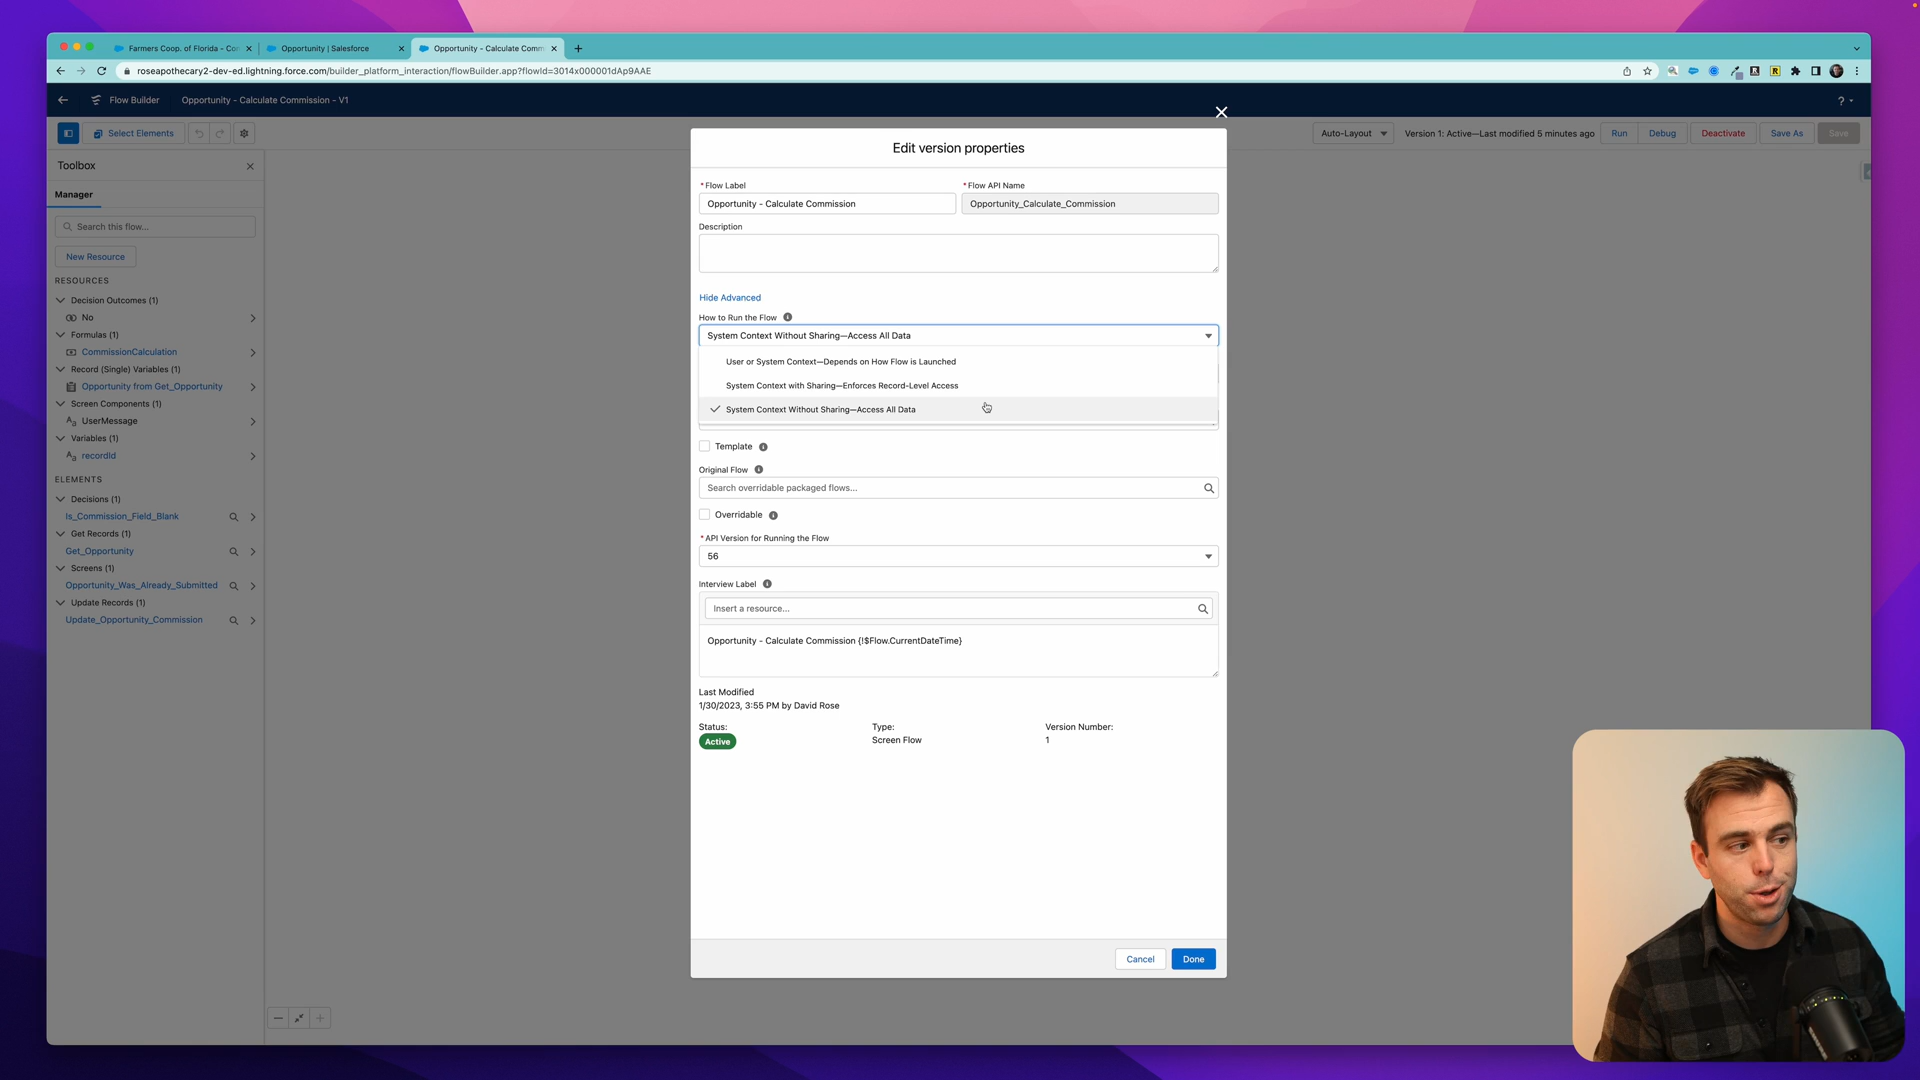 Farmers Coop. of Florida - Con
Opportunity | Salesforce
Opportunity - Calculate Comm
roseapothecary2-dev-ed.lightning.force.com/builder_platform_interaction/flowBuilder.app?flowId=3014x000001dAp9AAE
Flow Builder
Opportunity - Calculate Commission - V1
?
Select Elements
Auto-Layout
Version 1: Active—Last modified 5 minutes ago
Run
Debug
Deactivate
Save As
Save
Toolbox
Manager
Search this flow...
New Resource
RESOURCES
Decision Outcomes (1)
No
Formulas (1)
CommissionCalculation
Record (Single) Variables (1)
Opportunity from Get_Opportunity
Screen Components (1)
UserMessage
Variables (1)
recordId
ELEMENTS
Decisions (1)
Is_Commission_Field_Blank
Get Records (1)
Get_Opportunity
Screens (1)
Opportunity_Was_Already_Submitted
Update Records (1)
Update_Opportunity_Commission
Edit version properties
* Flow Label
Opportunity - Calculate Commission
* Flow API Name
Opportunity_Calculate_Commission
Description
Hide Advanced
How to Run the Flow
System Context Without Sharing—Access All Data
User or System Context—Depends on How Flow is Launched
System Context with Sharing—Enforces Record-Level Access
System Context Without Sharing—Access All Data
Template
Original Flow
Search overridable packaged flows...
Overridable
* API Version for Running the Flow
56
Interview Label
Insert a resource...
Opportunity - Calculate Commission {!$Flow.CurrentDateTime}
Last Modified
1/30/2023, 3:55 PM by David Rose
Status:
Active
Type:
Screen Flow
Version Number:
1
Cancel
Done